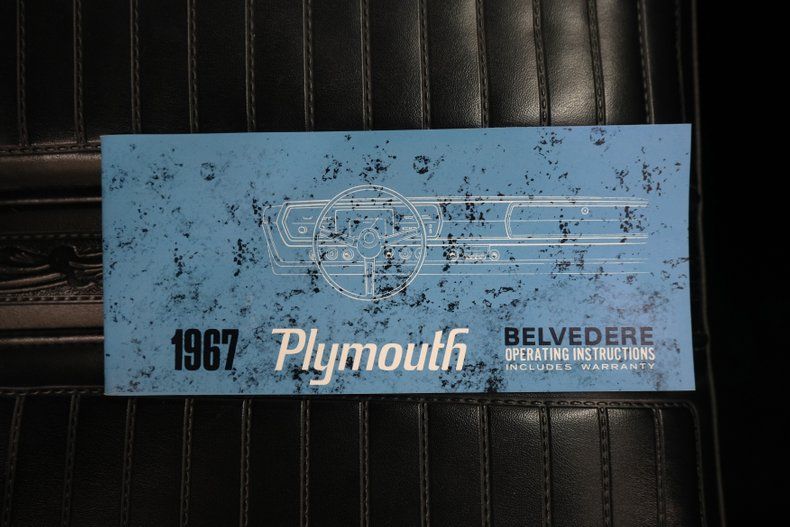 1967 Plymouth
BELVEDERE
OPERATING INSTRUCTIONS
INCLUDES WARRANTY